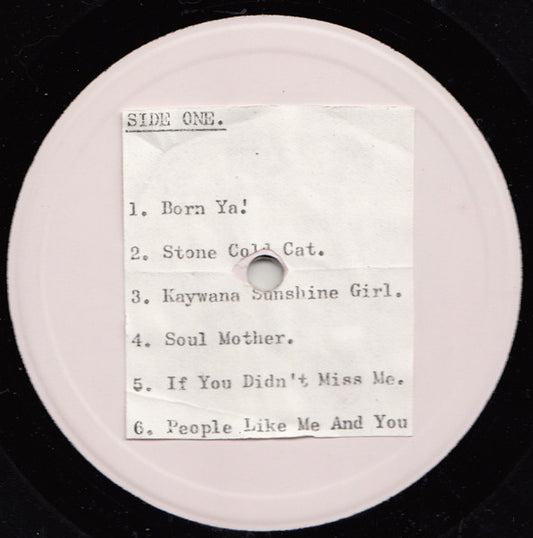 SIDE ONE.
1. Born Ya!
2. Stone Cold Cat.
3. Kaywana Sunshine Girl.
4. Soul Mother.
5. If You Didn't Miss Me.
6. People Like Me And You